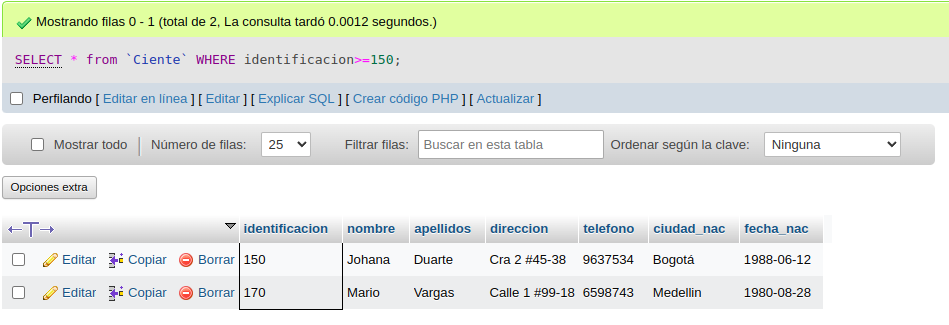 Mostrando filas 0 - 1 (total de 2, La consulta tardó 0.0012 segundos.)
SELECT * from `Ciente` WHERE identificacion>=150;
Perfilando [ Editar en línea ] [ Editar ] [ Explicar SQL ] [ Crear código PHP ] [ Actualizar ]
Mostrar todo Número de filas: 25 Filtrar filas: Buscar en esta tabla Ordenar según la clave: Ninguna
Opciones extra
identificacion nombre apellidos direccion telefono ciudad_nac fecha_nac
Editar Copiar Borrar 150 Johana Duarte Cra 2 #45-38 9637534 Bogotá 1988-06-12
Editar Copiar Borrar 170 Mario Vargas Calle 1 #99-18 6598743 Medellin 1980-08-28